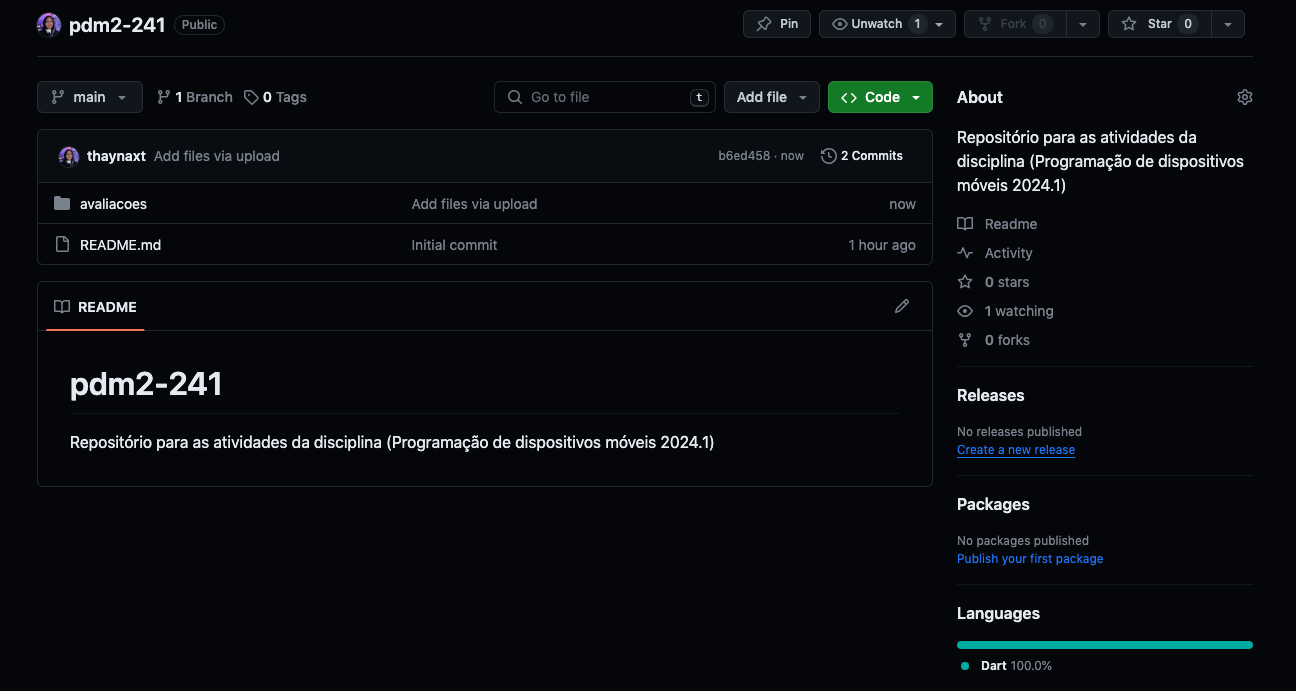 pdm2-241 Public Pin Unwatch 1 Fork 0 Star 0
main 1 Branch 0 Tags Go to file t Add file Code
thaynaxt Add files via upload b6ed458 · now 2 Commits
avaliacoes Add files via upload now
README.md Initial commit 1 hour ago
README
pdm2-241
Repositório para as atividades da disciplina (Programação de dispositivos móveis 2024.1)
About
Repositório para as atividades da
disciplina (Programação de dispositivos
móveis 2024.1)
Readme
Activity
0 stars
1 watching
0 forks
Releases
No releases published
Create a new release
Packages
No packages published
Publish your first package
Languages
Dart 100.0%